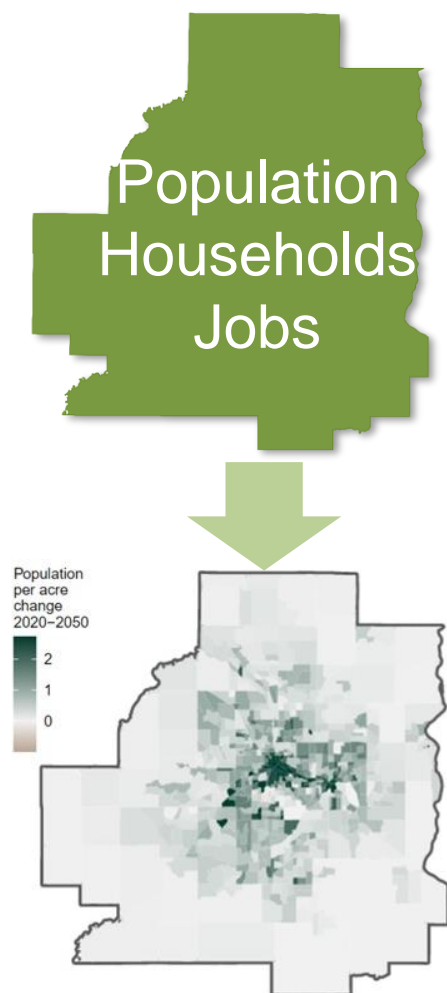 Population
Households
Jobs
Population
per acre
change
2020−2050
2
1
0